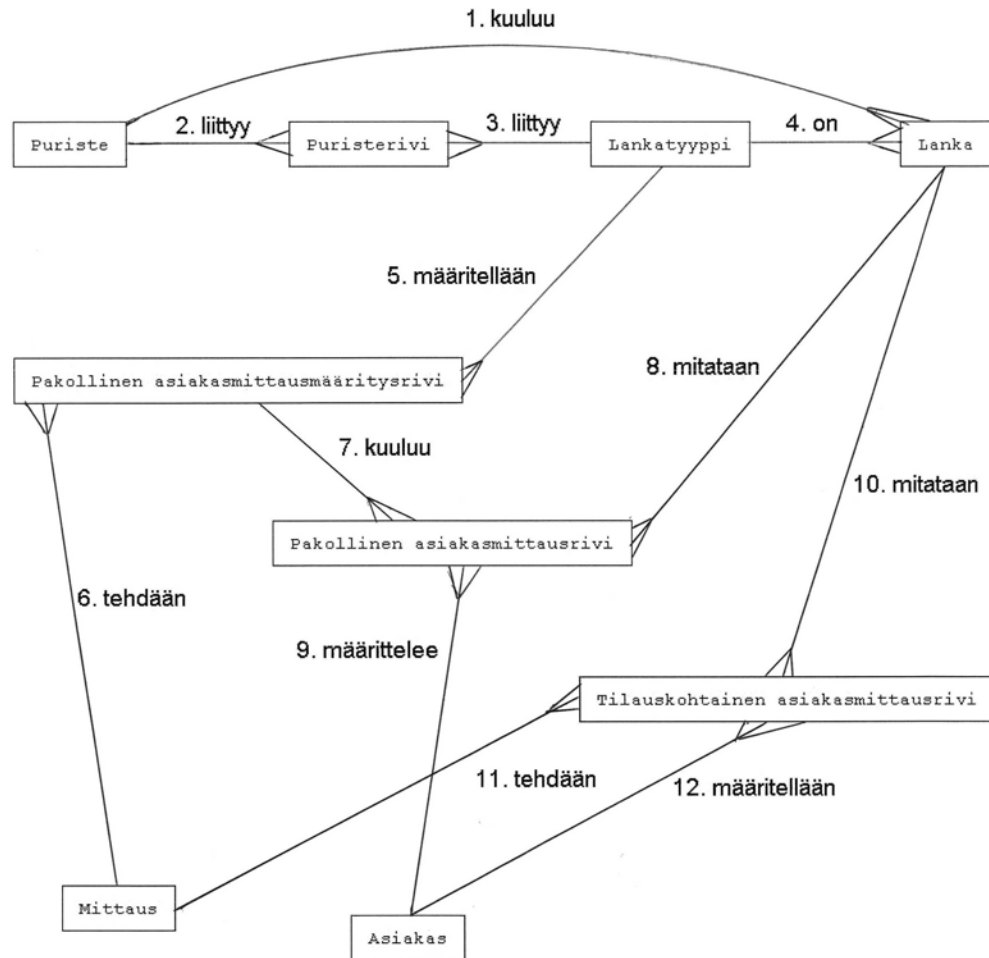 1. kuuluu
2. liittyy
3. liittyy
4. on
Puriste
Puristerivi
Lankatyyppi
Lanka
5. määritellään
8. mitataan
Pakollinen asiakasmittausmääritysrivi
7. kuuluu
10. mitataan
Pakollinen asiakasmittausrivi
6. tehdään
9. määrittelee
Tilauskohtainen asiakasmittausrivi
11. tehdään
12. määritellään
Mittaus
Asiakas